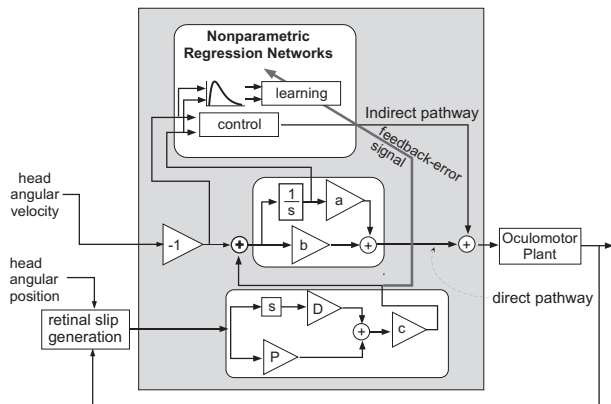 Nonparametric
Regression Networks
learning
control
Indirect pathway
feedback-error
signal
head
angular
velocity
-1
+
1
s
a
b
+
+
Oculomotor
Plant
head
angular
position
direct pathway
retinal slip
generation
s
D
P
+
c